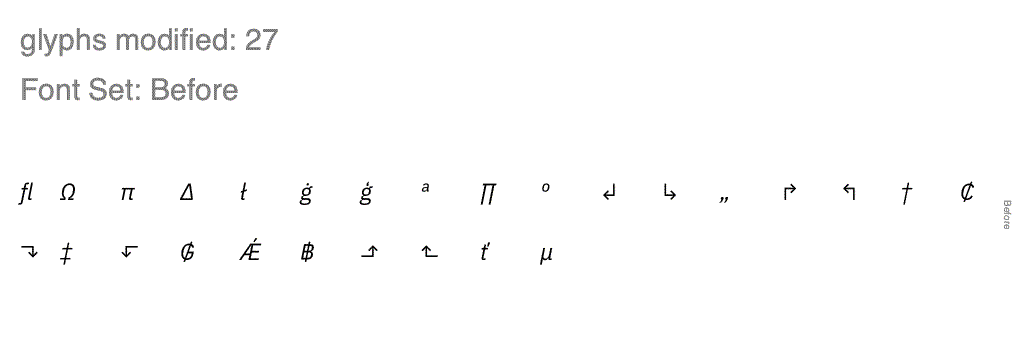 glyphs modified: 27
Font Set: Before
fl Ω π Δ ł ġ ģ ª ∏ º ↲ ↳ „ ↱ ↰ † ₵
⮧ ‡ ⮦ ₲ Ǽ ฿ ⮥ ⮤ ť µ
Before